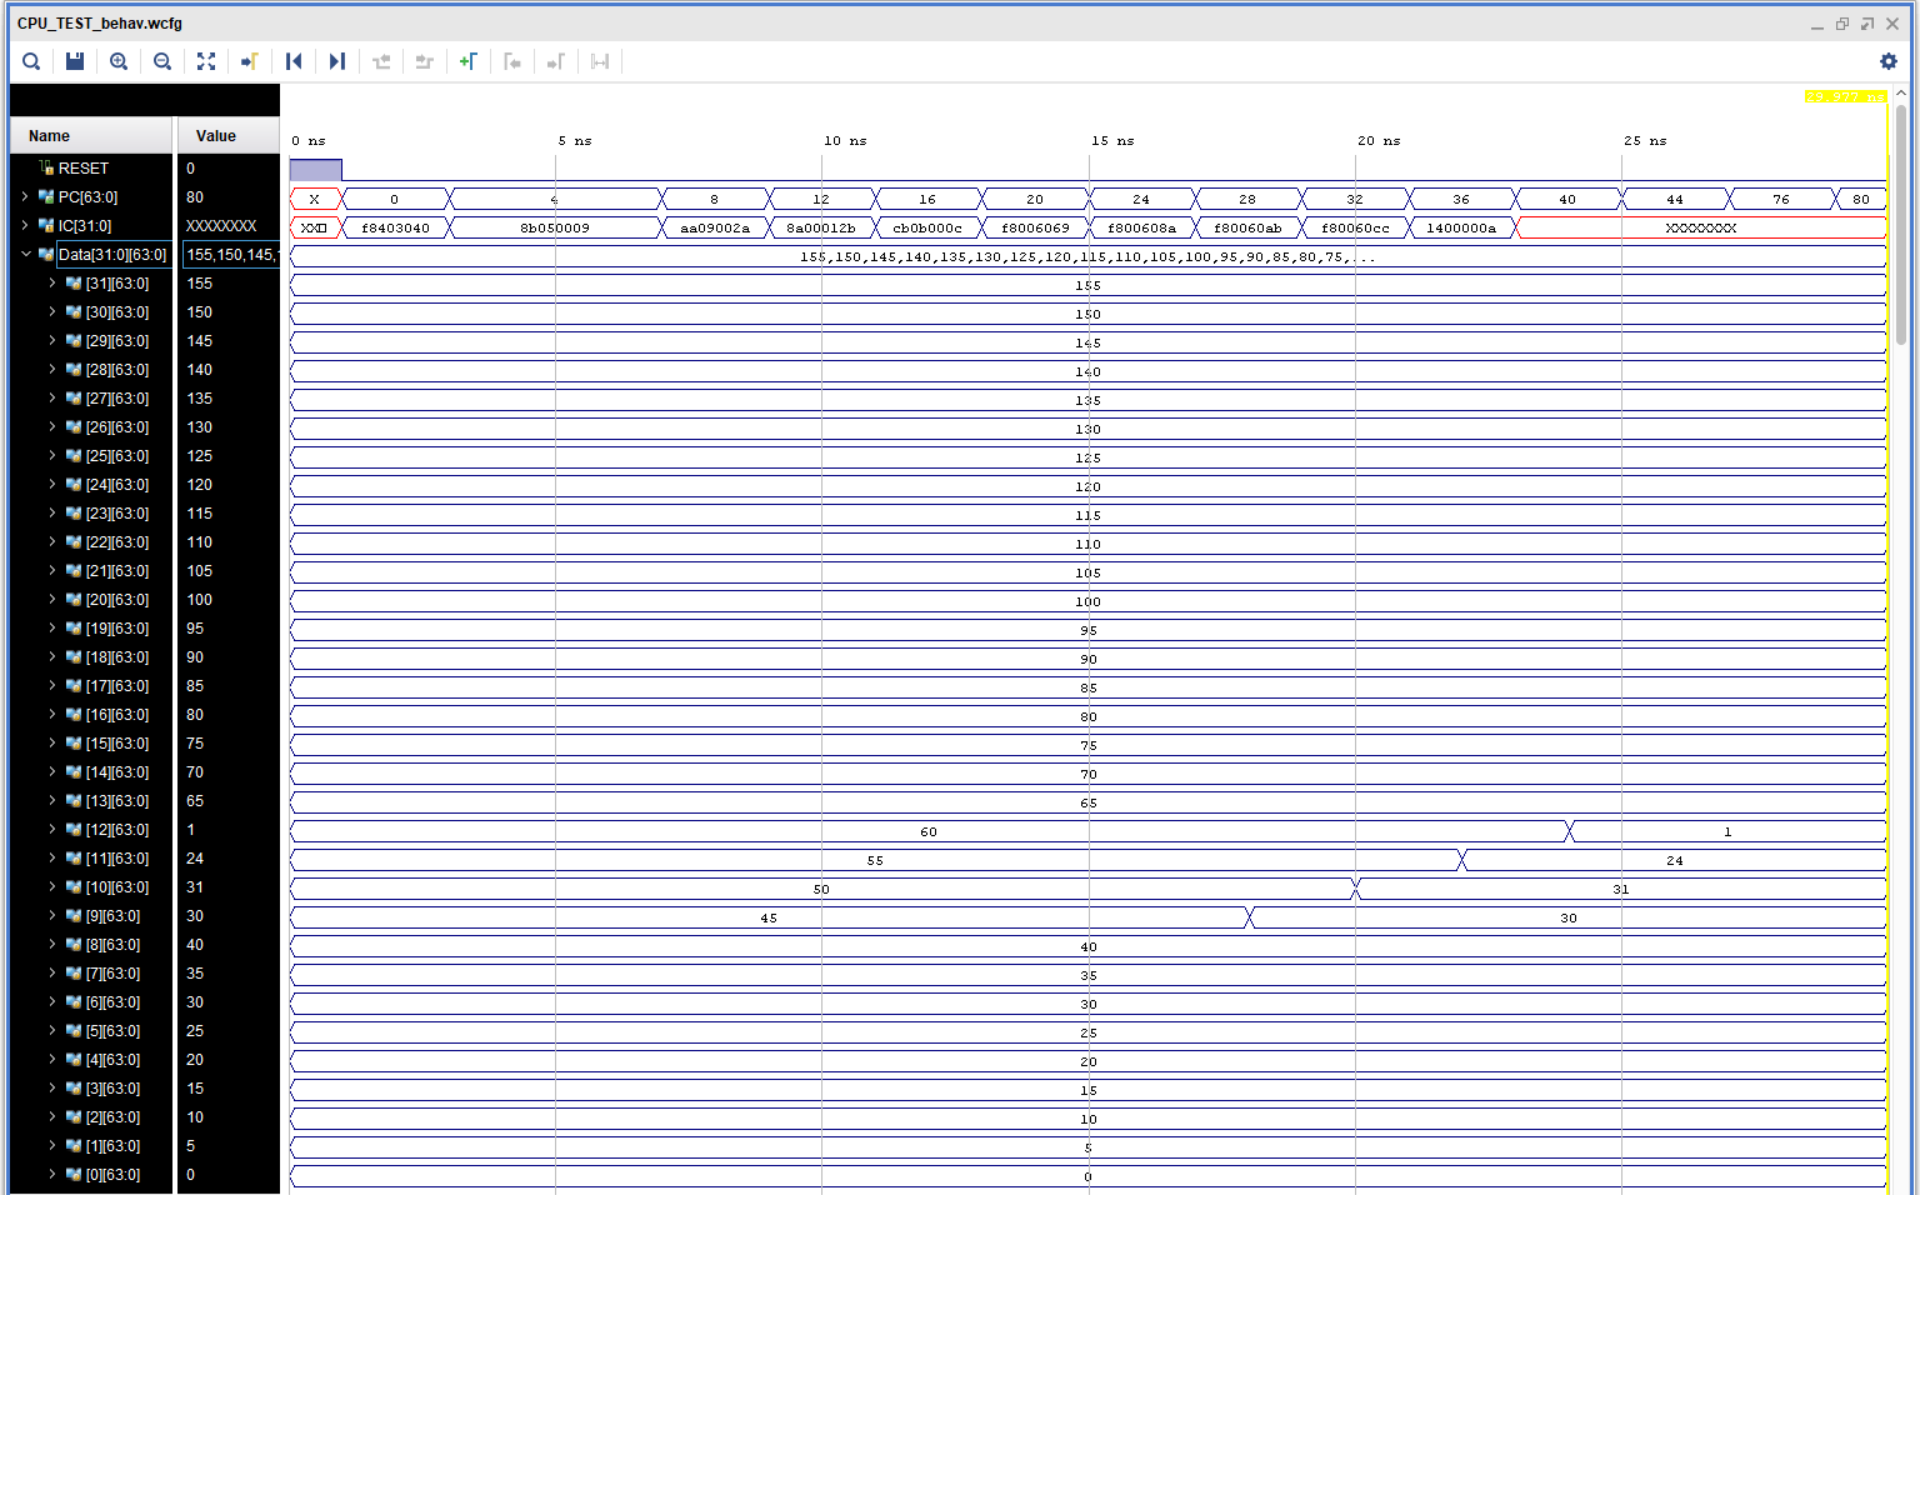 CPU_TEST_behav.wcfg
29.977 ns
Name Value 0 ns 5 ns 10 ns 15 ns 20 ns 25 ns
RESET 0
PC[63:0] 80 X 0 4 8 12 16 20 24 28 32 36 40 44 76 80
IC[31:0] XXXXXXXX XX f8403040 8b050009 aa09002a 8a00012b cb0b000c f8006069 f800608a f80060ab f80060cc 1400000a XXXXXXXX
Data[31:0][63:0] 155,150,145, 155,150,145,140,135,130,125,120,115,110,105,100,95,90,85,80,75,...
[31][63:0] 155 155
[30][63:0] 150 150
[29][63:0] 145 145
[28][63:0] 140 140
[27][63:0] 135 135
[26][63:0] 130 130
[25][63:0] 125 125
[24][63:0] 120 120
[23][63:0] 115 115
[22][63:0] 110 110
[21][63:0] 105 105
[20][63:0] 100 100
[19][63:0] 95 95
[18][63:0] 90 90
[17][63:0] 85 85
[16][63:0] 80 80
[15][63:0] 75 75
[14][63:0] 70 70
[13][63:0] 65 65
[12][63:0] 1 60 1
[11][63:0] 24 55 24
[10][63:0] 31 50 31
[9][63:0] 30 45 30
[8][63:0] 40 40
[7][63:0] 35 35
[6][63:0] 30 30
[5][63:0] 25 25
[4][63:0] 20 20
[3][63:0] 15 15
[2][63:0] 10 10
[1][63:0] 5 5
[0][63:0] 0 0